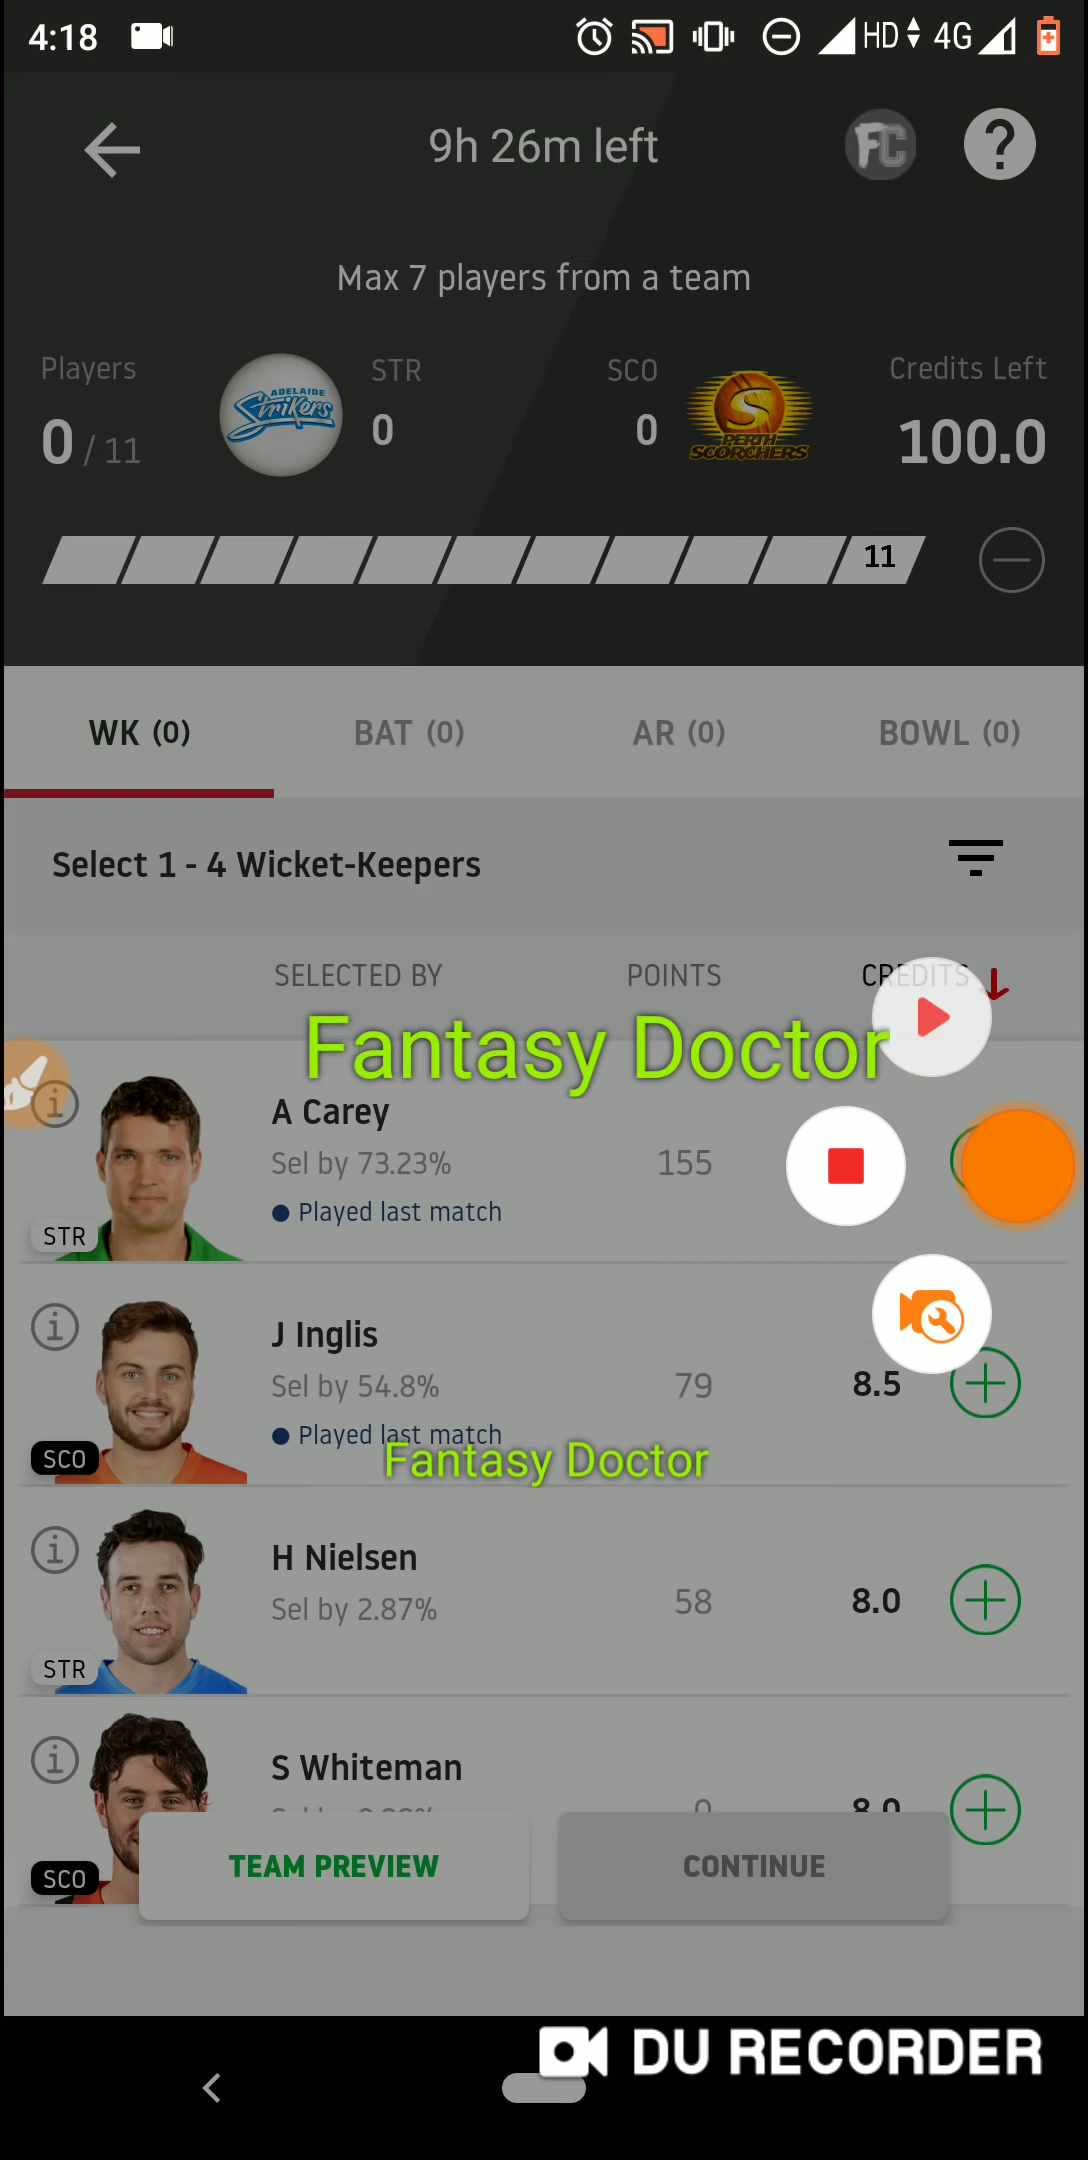 4:18 HD 4G
9h 26m left FC ?
Max 7 players from a team
Players STR SCO Credits Left
0 / 11 ADELAIDE Strikers 0 0 S PERTH SCORCHERS 100.0
11
WK (0) BAT (0) AR (0) BOWL (0)
Select 1 - 4 Wicket-Keepers
SELECTED BY POINTS CREDITS
Fantasy Doctor
i A Carey
Sel by 73.23% 155
STR Played last match
i J Inglis
Sel by 54.8% 79 8.5
SCO Played last match
Fantasy Doctor
i H Nielsen
Sel by 2.87% 58 8.0
STR
i S Whiteman
0 8.0
SCO TEAM PREVIEW CONTINUE
DU RECORDER